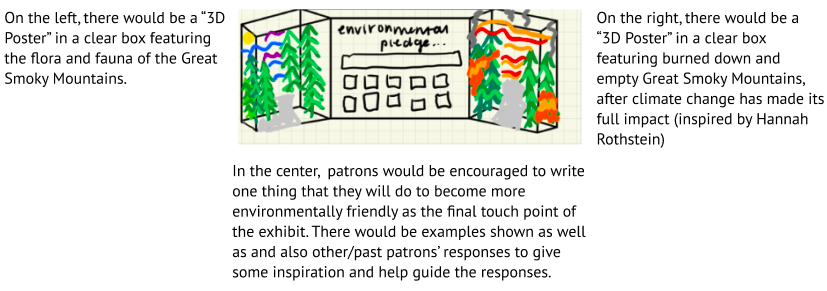 On the left, there would be a “3D
Poster” in a clear box featuring
the flora and fauna of the Great
Smoky Mountains.
environmental
pledge...
On the right, there would be a
“3D Poster” in a clear box
featuring burned down and
empty Great Smoky Mountains,
after climate change has made its
full impact (inspired by Hannah
Rothstein)
In the center, patrons would be encouraged to write
one thing that they will do to become more
environmentally friendly as the final touch point of
the exhibit. There would be examples shown as well
as and also other/past patrons’ responses to give
some inspiration and help guide the responses.